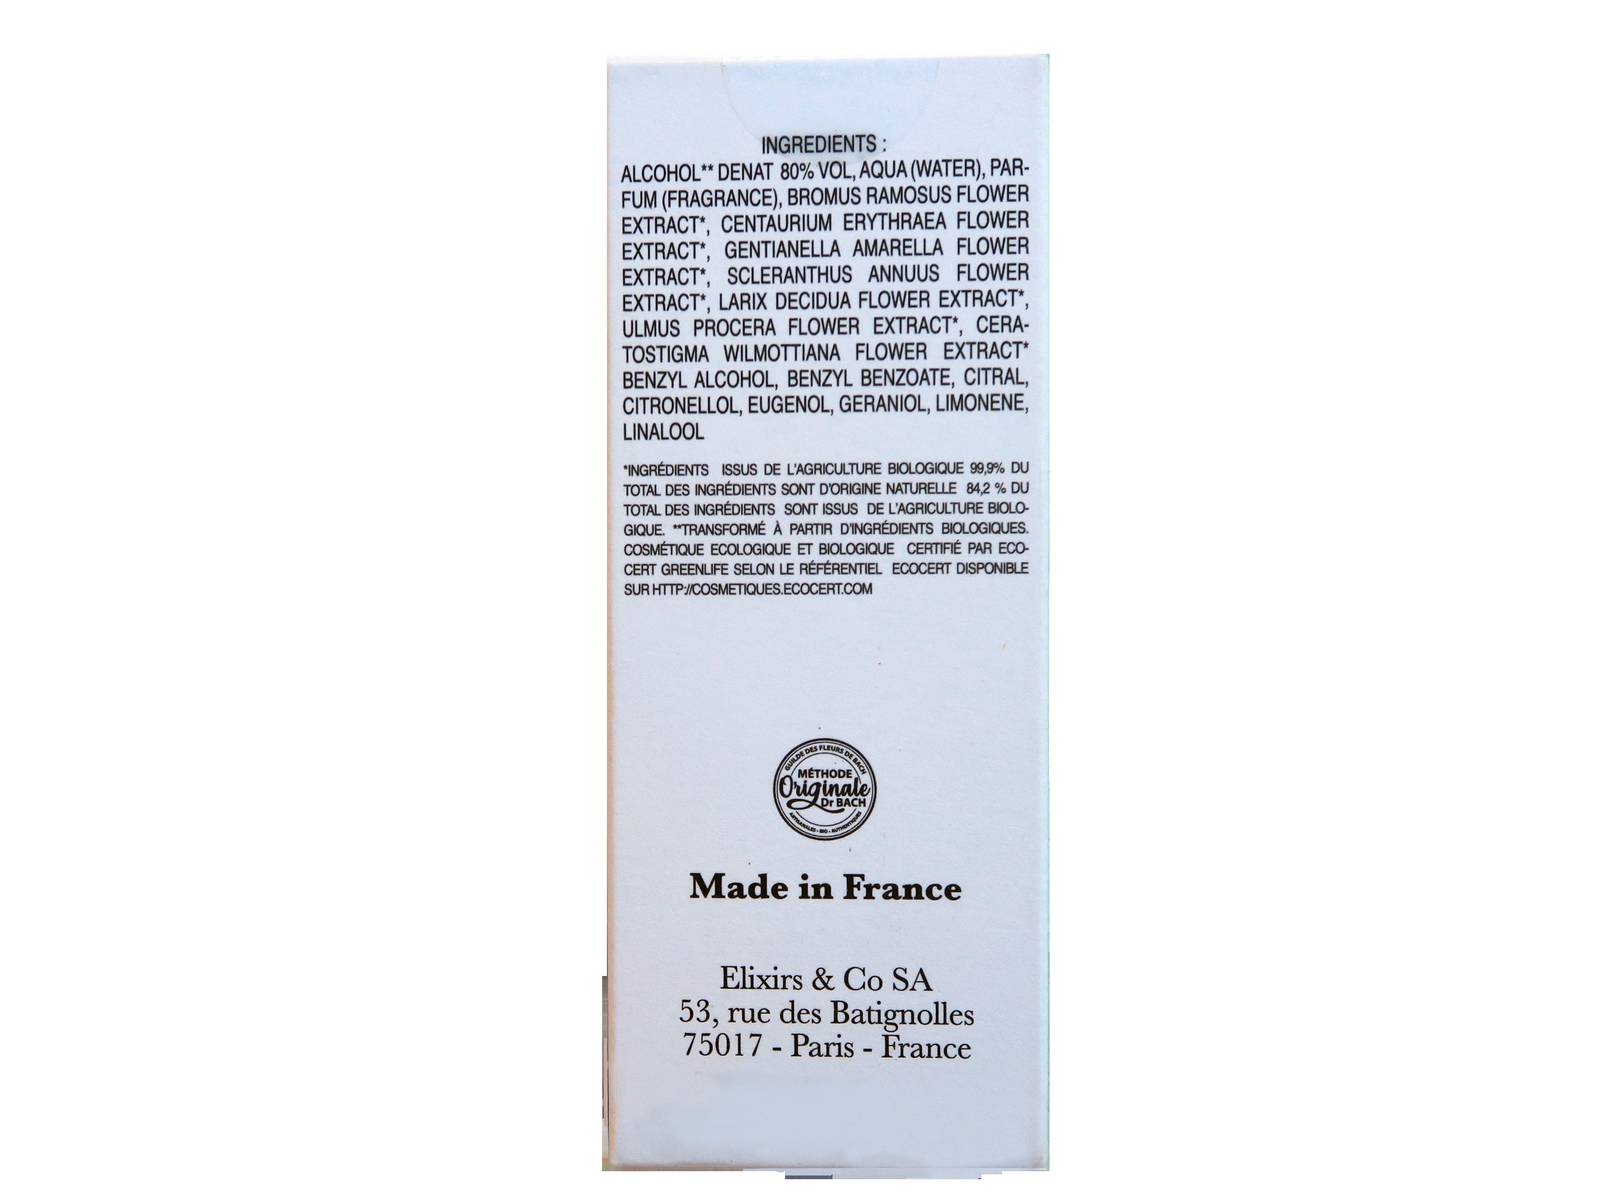 INGREDIENTS :
ALCOHOL** DENAT 80% VOL, AQUA (WATER), PAR-
FUM (FRAGRANCE), BROMUS RAMOSUS FLOWER
EXTRACT*, CENTAURIUM ERYTHRAEA FLOWER
EXTRACT*, GENTIANELLA AMARELLA FLOWER
EXTRACT*, SCLERANTHUS ANNUUS FLOWER
EXTRACT*, LARIX DECIDUA FLOWER EXTRACT*,
ULMUS PROCERA FLOWER EXTRACT*, CERA-
TOSTIGMA WILMOTTIANA FLOWER EXTRACT*
BENZYL ALCOHOL, BENZYL BENZOATE, CITRAL,
CITRONELLOL, EUGENOL, GERANIOL, LIMONENE,
LINALOOL
*INGRÉDIENTS ISSUS DE L'AGRICULTURE BIOLOGIQUE 99,9% DU
TOTAL DES INGRÉDIENTS SONT D'ORIGINE NATURELLE 84,2 % DU
TOTAL DES INGRÉDIENTS SONT ISSUS DE L'AGRICULTURE BIOLO-
GIQUE. **TRANSFORMÉ À PARTIR D'INGRÉDIENTS BIOLOGIQUES.
COSMÉTIQUE ECOLOGIQUE ET BIOLOGIQUE CERTIFIÉ PAR ECO-
CERT GREENLIFE SELON LE RÉFÉRENTIEL ECOCERT DISPONIBLE
SUR HTTP://COSMETIQUES.ECOCERT.COM
GUILDE DES FLEURS DE BACH
MÉTHODE
Originale
Dr BACH
ARTISANALES - BIO - AUTHENTIQUES
Made in France
Elixirs & Co SA
53, rue des Batignolles
75017 - Paris - France